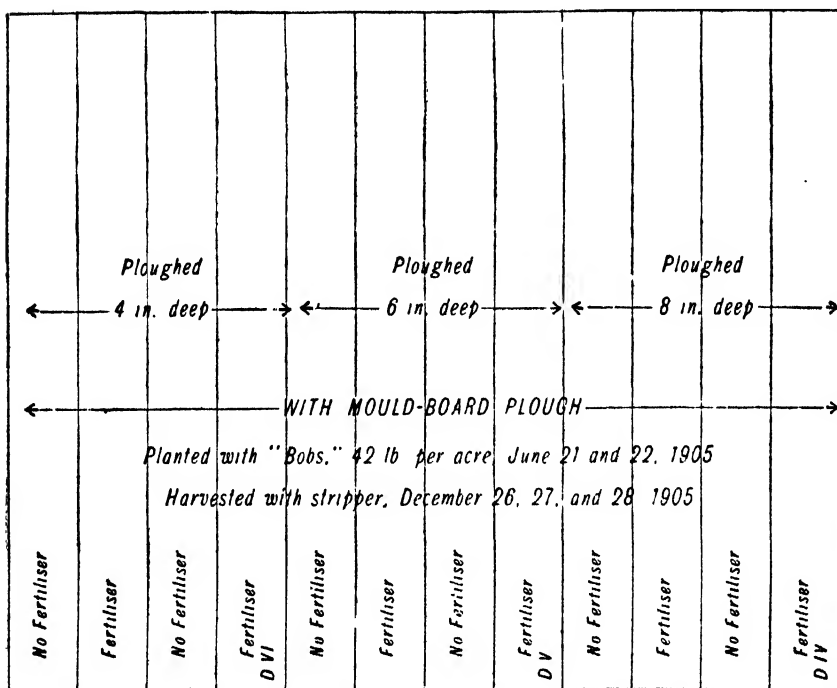 Ploughed Ploughed Ploughed
4 in. deep 6 in. deep 8 in. deep
WITH MOULD-BOARD PLOUGH
Planted with "Bobs." 42 lb per acre June 21 and 22. 1905
Harvested with stripper. December 26, 27, and 28 1905
No Fertiliser
Fertiliser
No Fertiliser
Fertiliser
D VI
No Fertiliser
Fertiliser
No Fertiliser
Fertiliser
D V
No Fertiliser
Fertiliser
No Fertiliser
Fertiliser
D IV